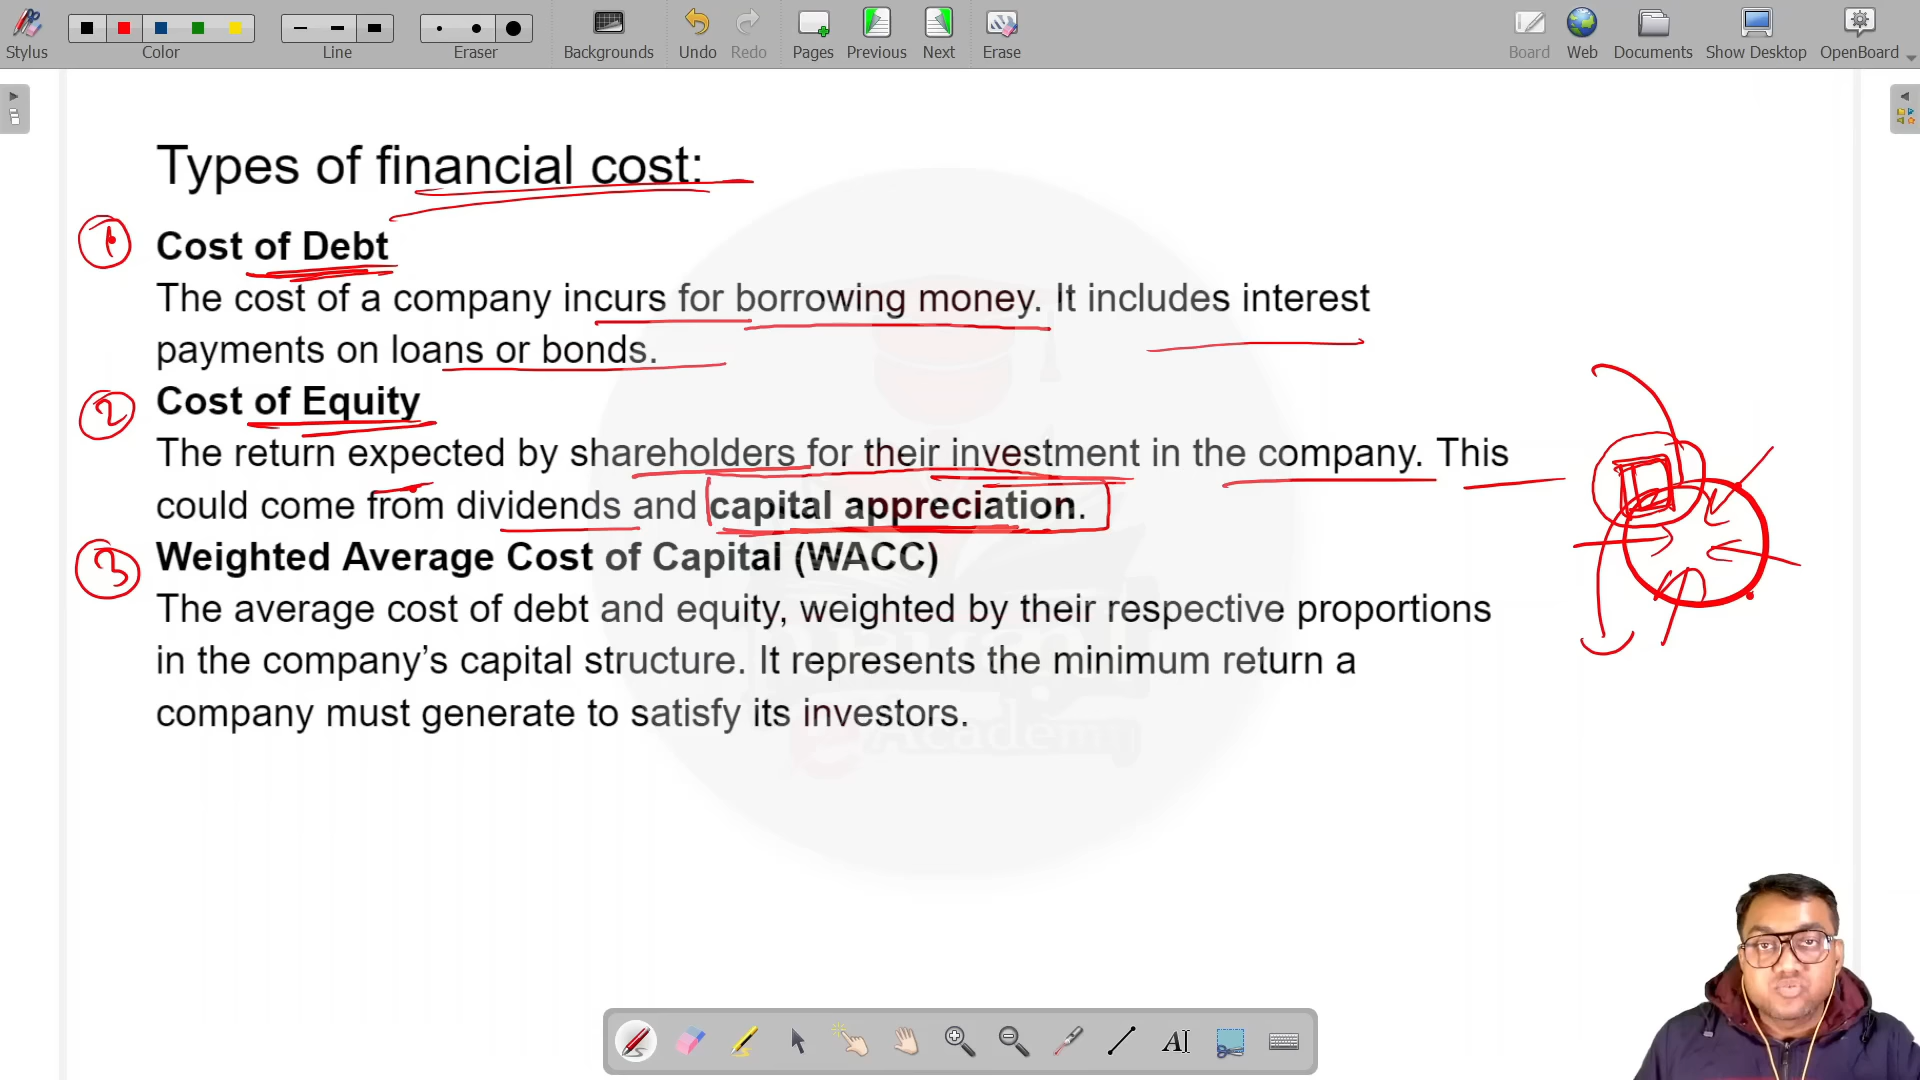 Stylus Color Line Eraser Backgrounds Undo Redo Pages Previous Next Erase Board Web Documents Show Desktop OpenBoard
Types of financial cost:
1 Cost of Debt
The cost of a company incurs for borrowing money. It includes interest
payments on loans or bonds.
2 Cost of Equity
The return expected by shareholders for their investment in the company. This
could come from dividends and capital appreciation.
3 Weighted Average Cost of Capital (WACC)
The average cost of debt and equity, weighted by their respective proportions
in the company’s capital structure. It represents the minimum return a
company must generate to satisfy its investors.
Academy